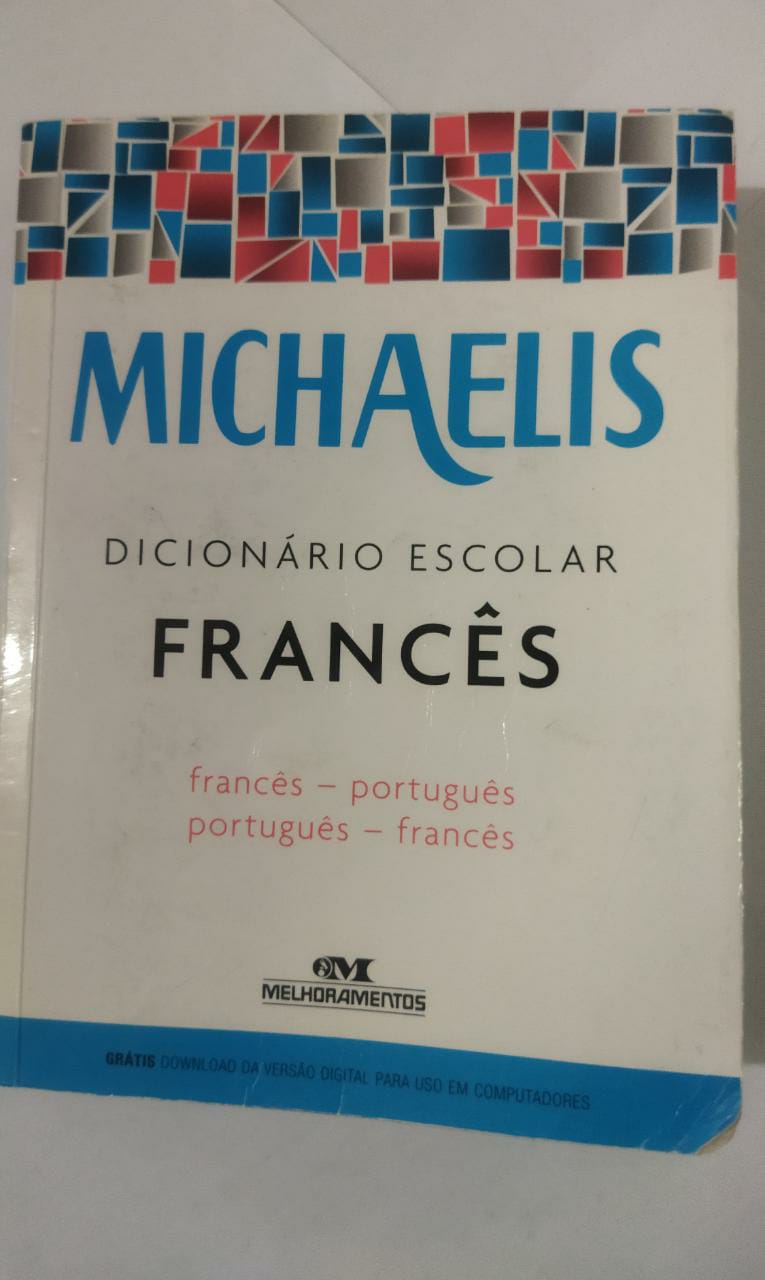 MICHAELIS
DICIONÁRIO ESCOLAR
FRANCÊS
francês – português
português – francês
MELHORAMENTOS
GRÁTIS DOWNLOAD DA VERSÃO DIGITAL PARA USO EM COMPUTADORES